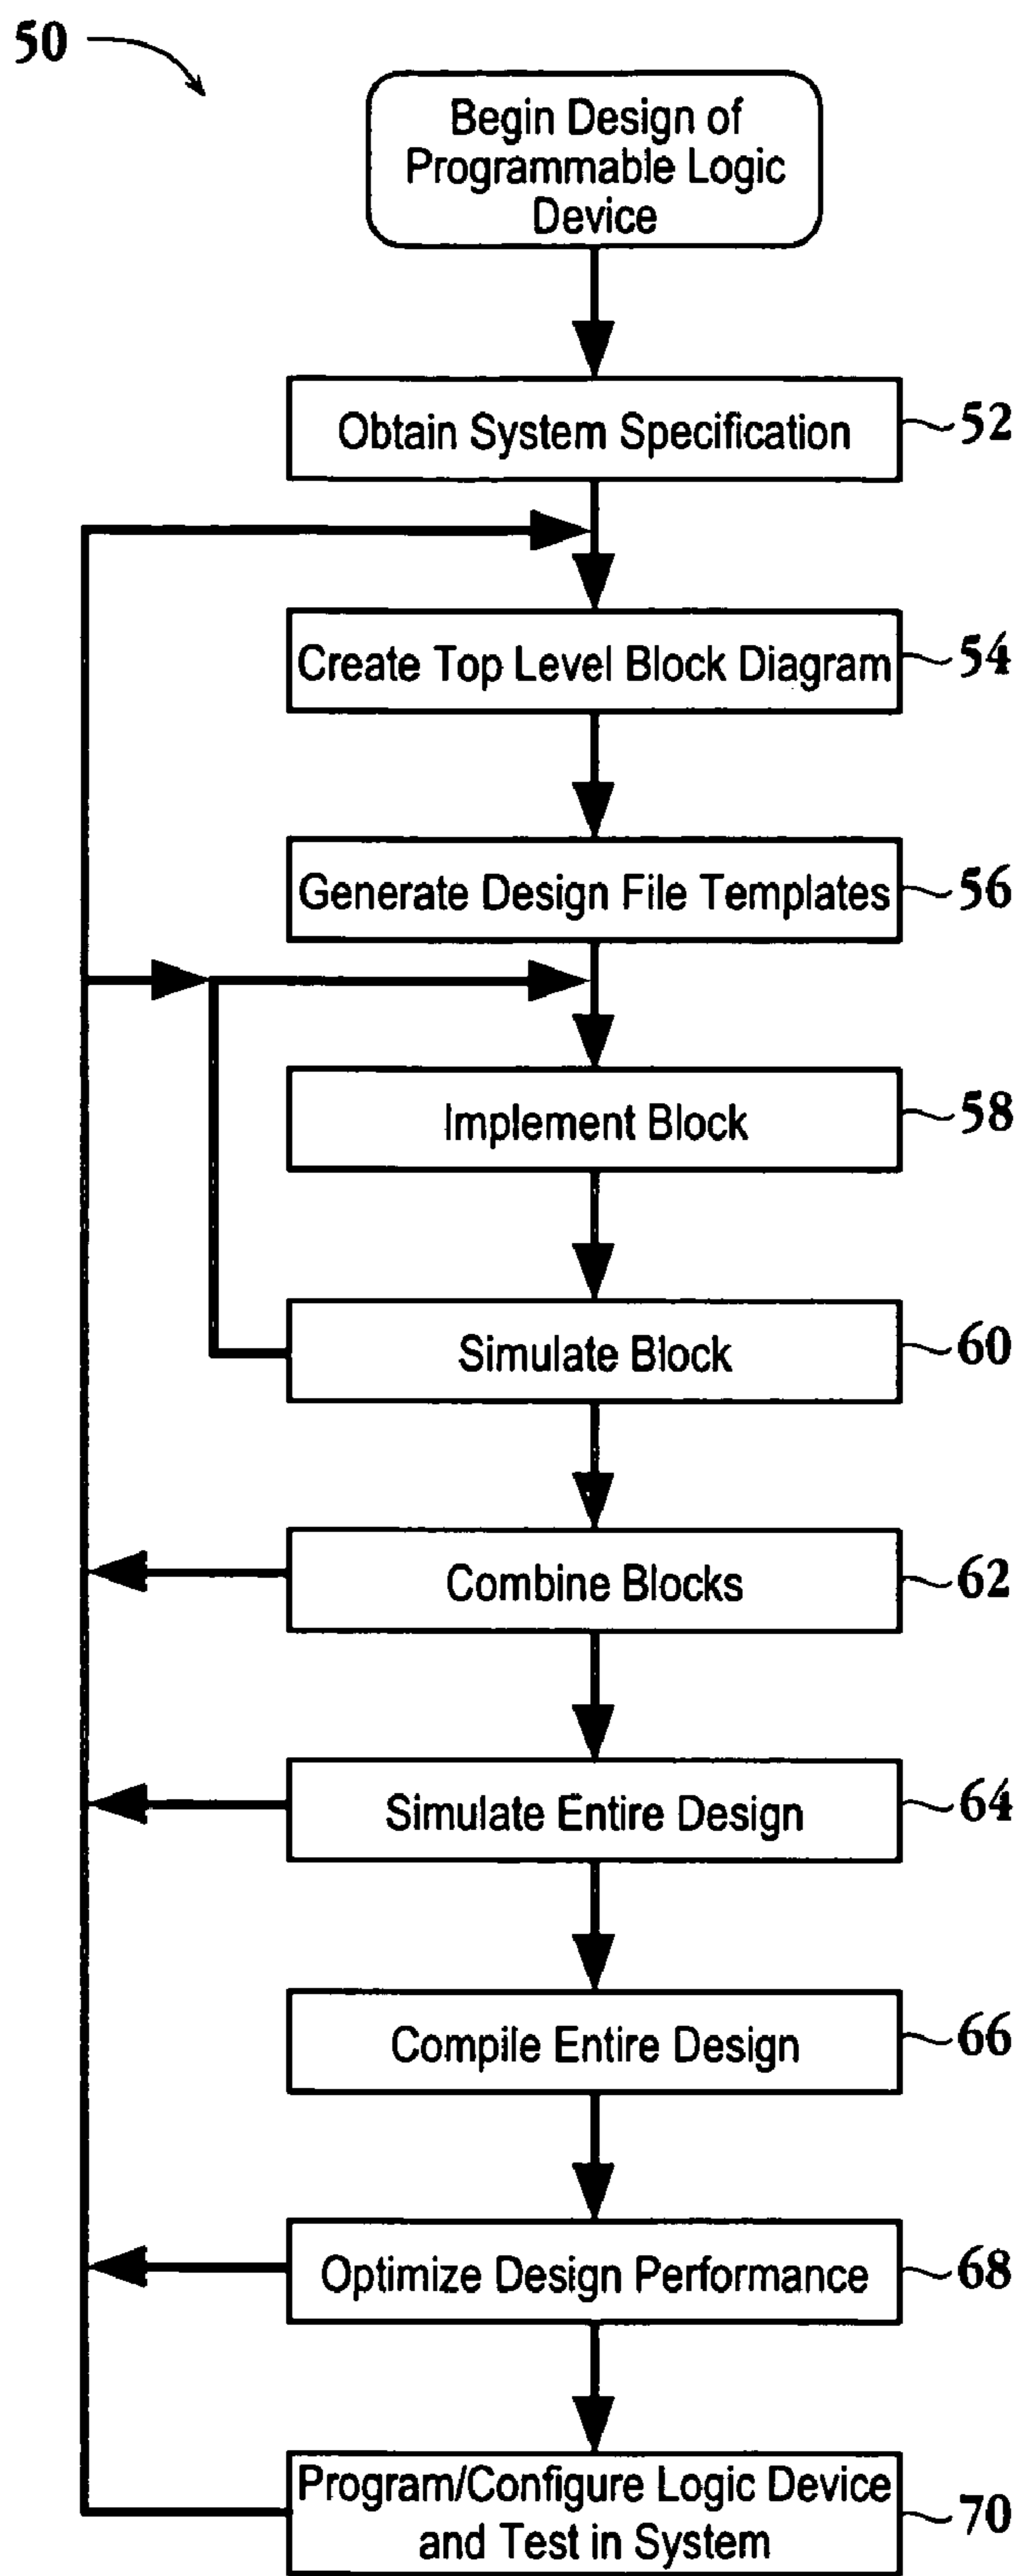 50
Begin Design of
Programmable Logic
Device
Obtain System Specification
52
Create Top Level Block Diagram
54
Generate Design File Templates
56
Implement Block
58
Simulate Block
60
Combine Blocks
62
Simulate Entire Design
64
Compile Entire Design
66
Optimize Design Performance
68
Program/Configure Logic Device
and Test in System
70